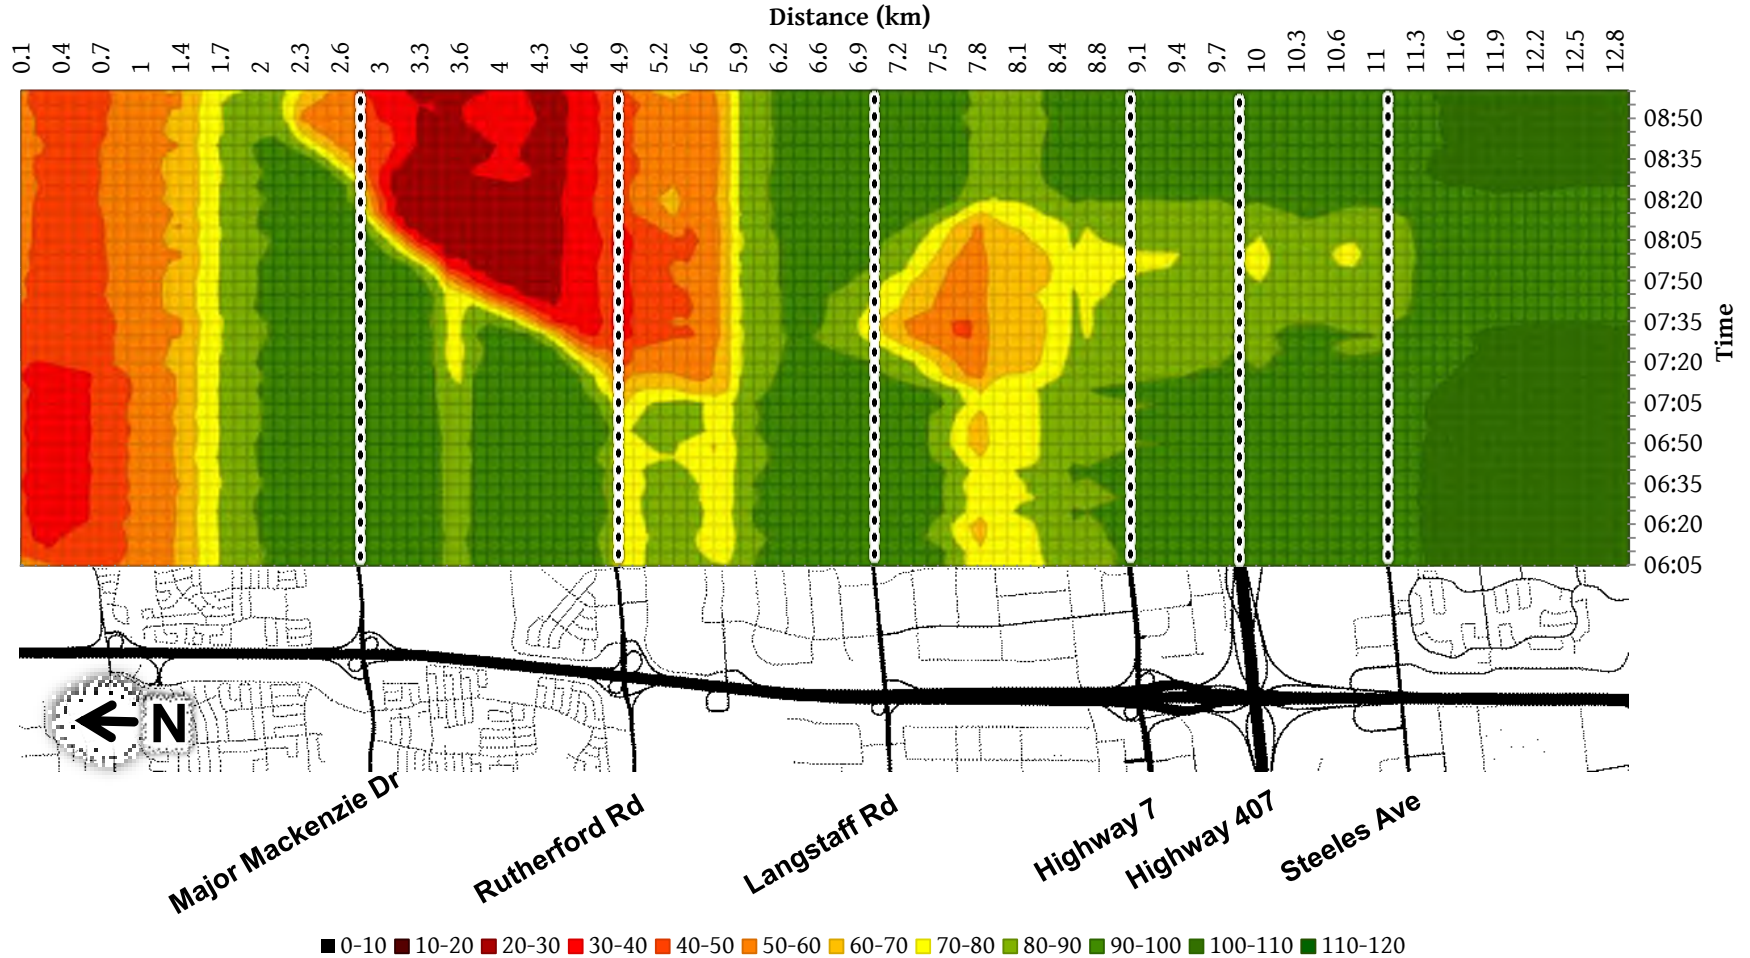 Distance (km)
0.1 0.4 0.7 1 1.4 1.7 2 2.3 2.6 3 3.3 3.6 4 4.3 4.6 4.9 5.2 5.6 5.9 6.2 6.6 6.9 7.2 7.5 7.8 8.1 8.4 8.8 9.1 9.4 9.7 10 10.3 10.6 11 11.3 11.6 11.9 12.2 12.5 12.8
08:50
08:35
08:20
08:05
07:50
07:35
07:20
07:05
06:50
06:35
06:20
06:05
Time
N
Major Mackenzie Dr
Rutherford Rd
Langstaff Rd
Highway 7
Highway 407
Steeles Ave
0-10 10-20 20-30 30-40 40-50 50-60 60-70 70-80 80-90 90-100 100-110 110-120